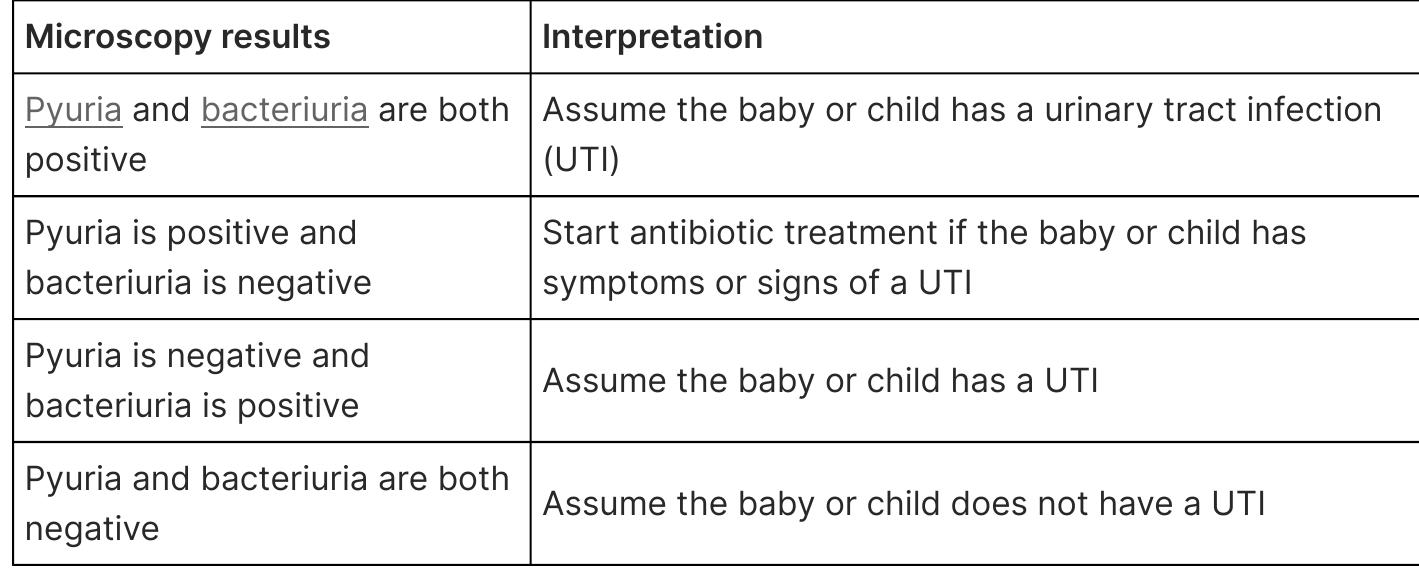 Microscopy results
Interpretation
Pyuria and bacteriuria are both
positive
Assume the baby or child has a urinary tract infection
(UTI)
Pyuria is positive and
bacteriuria is negative
Start antibiotic treatment if the baby or child has
symptoms or signs of a UTI
Pyuria is negative and
bacteriuria is positive
Assume the baby or child has a UTI
Pyuria and bacteriuria are both
negative
Assume the baby or child does not have a UTI